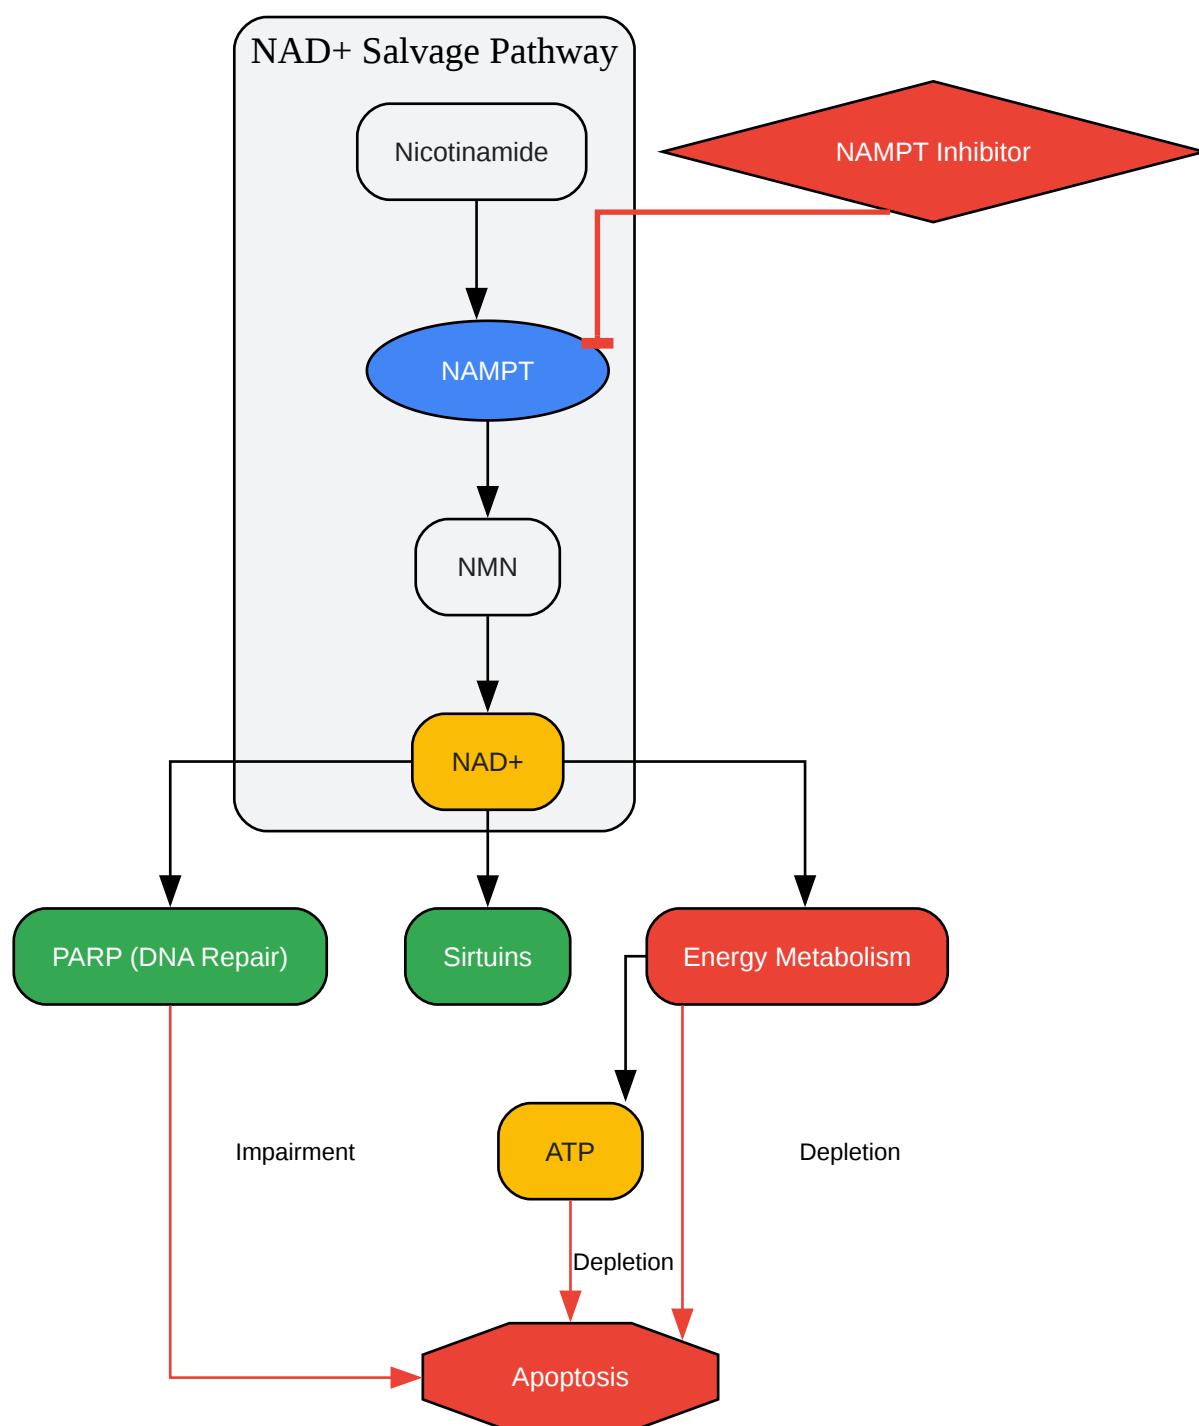 NAD+ Salvage Pathway
Nicotinamide
NAMPT Inhibitor
NAMPT
NMN
NAD+
PARP (DNA Repair)
Sirtuins
Energy Metabolism
Impairment
ATP
Depletion
Depletion
Apoptosis